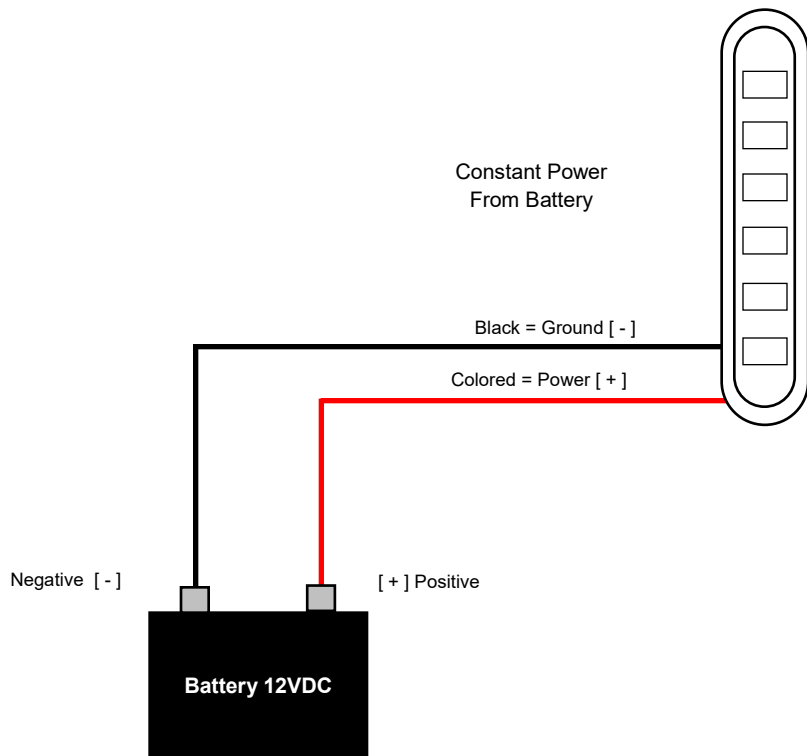 Constant Power
From Battery
Black = Ground [ - ]
Colored = Power [ + ]
Negative [ - ]
[ + ] Positive
Battery 12VDC